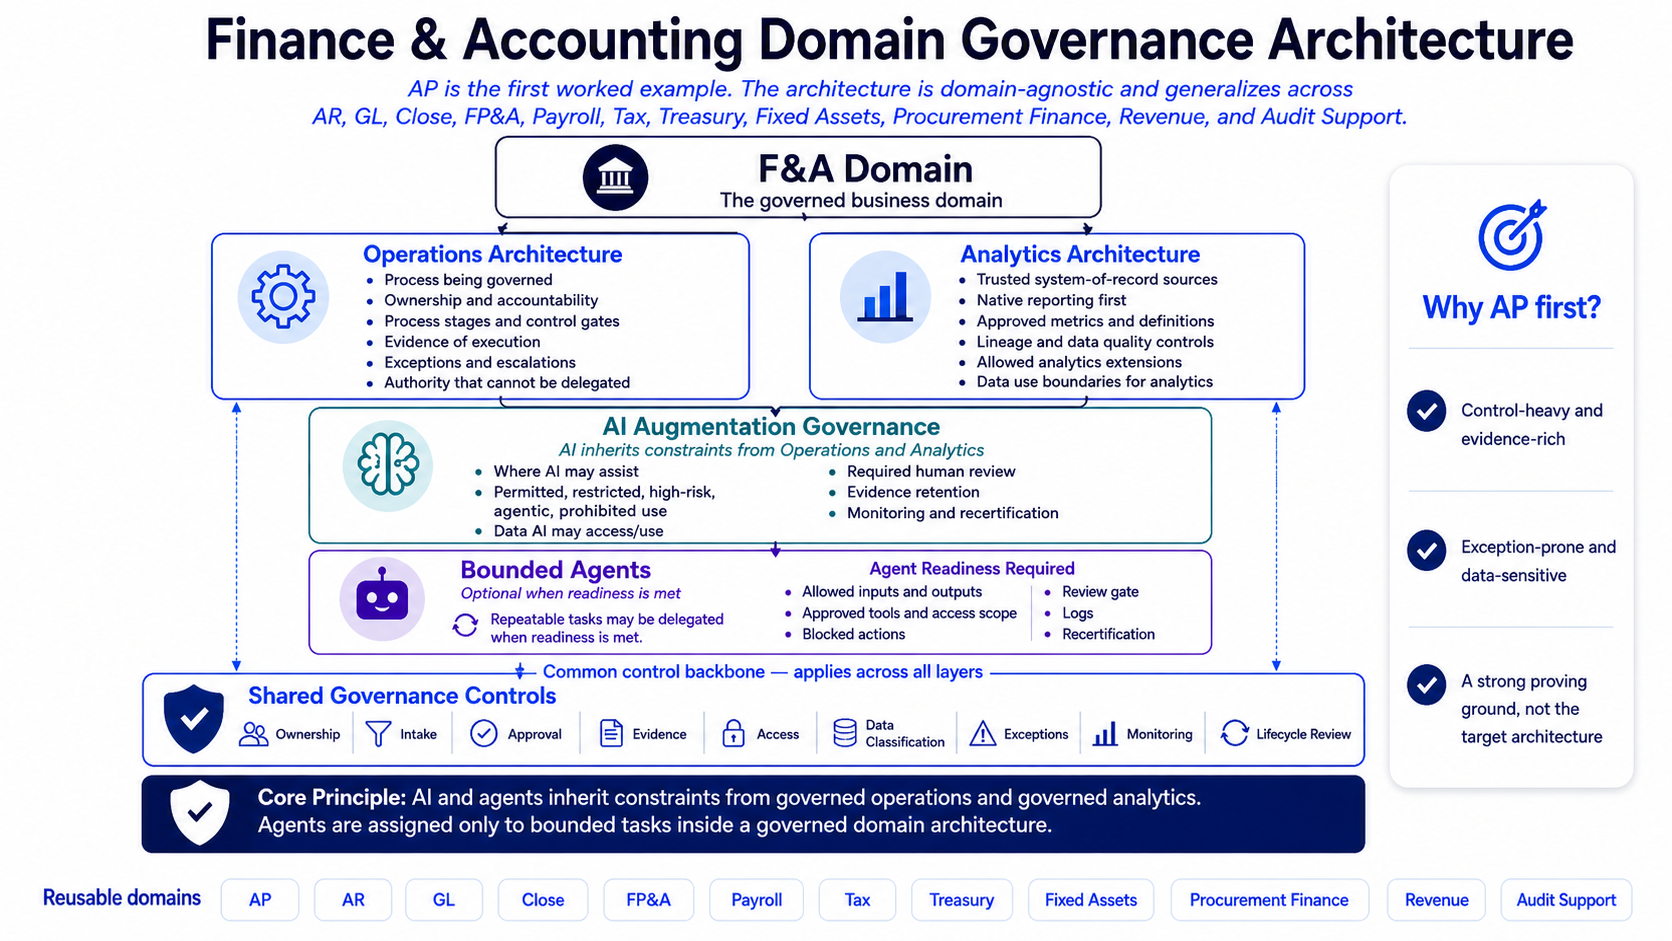 Finance & Accounting Domain Governance Architecture
AP is the first worked example. The architecture is domain-agnostic and generalizes across
AR, GL, Close, FP&A, Payroll, Tax, Treasury, Fixed Assets, Procurement Finance, Revenue, and Audit Support.
F&A Domain
The governed business domain
Operations Architecture
Process being governed
Ownership and accountability
Process stages and control gates
Evidence of execution
Exceptions and escalations
Authority that cannot be delegated
Analytics Architecture
Trusted system-of-record sources
Native reporting first
Approved metrics and definitions
Lineage and data quality controls
Allowed analytics extensions
Data use boundaries for analytics
AI Augmentation Governance
AI inherits constraints from Operations and Analytics
Where AI may assist
Permitted, restricted, high-risk,
agentic, prohibited use
Data AI may access/use
Required human review
Evidence retention
Monitoring and recertification
Bounded Agents
Optional when readiness is met
Repeatable tasks may be delegated
when readiness is met.
Agent Readiness Required
Allowed inputs and outputs
Approved tools and access scope
Blocked actions
Review gate
Logs
Recertification
Common control backbone — applies across all layers
Shared Governance Controls
Ownership
Intake
Approval
Evidence
Access
Data
Classification
Exceptions
Monitoring
Lifecycle Review
Core Principle: AI and agents inherit constraints from governed operations and governed analytics.
Agents are assigned only to bounded tasks inside a governed domain architecture.
Why AP first?
Control-heavy and
evidence-rich
Exception-prone and
data-sensitive
A strong proving
ground, not the
target architecture
Reusable domains
AP
AR
GL
Close
FP&A
Payroll
Tax
Treasury
Fixed Assets
Procurement Finance
Revenue
Audit Support